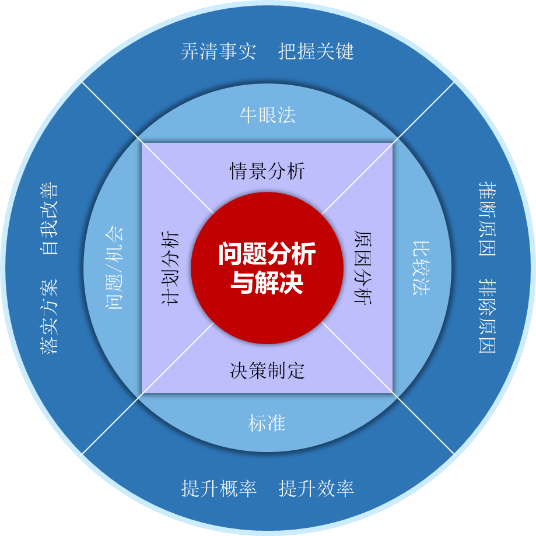 弄清事实 把握关键
牛眼法
情景分析
问题分析
与解决
原因分析
比较法
推断原因 排除原因
决策制定
标准
提升概率 提升效率
计划分析
问题/机会
落实方案 自我改善